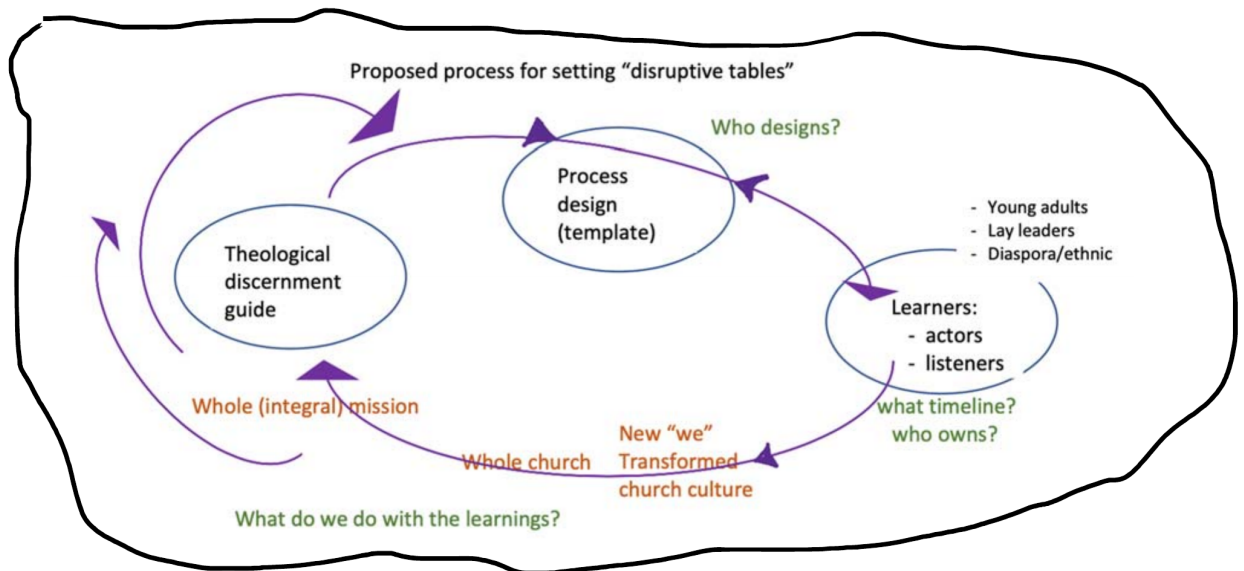 Proposed process for setting “disruptive tables”
Who designs?
Process
design
(template)
- Young adults
- Lay leaders
- Diaspora/ethnic
Theological
discernment
guide
Learners:
- actors
- listeners
Whole (integral) mission
what timeline?
who owns?
New “we”
Whole church
Transformed
church culture
What do we do with the learnings?